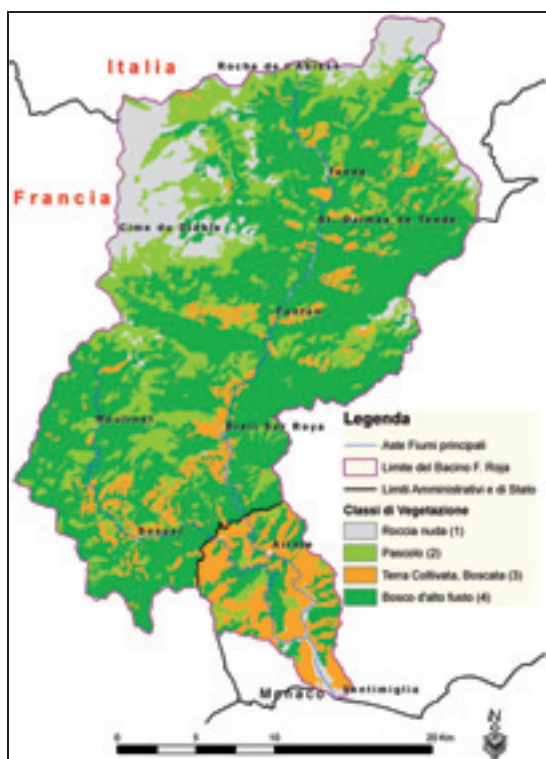 Italia
Roche de l'Abisse
Tende
Francia
St. Dalmas de Tende
Cime du Diable
Fontan
Moulinet
Breil Sur Roya
Sospel
Airole
Monaco
Ventimiglia
Legenda
Aste Fiumi principali
Limite del Bacino F. Roja
Limiti Amministrativi e di Stato
Classi di Vegetazione
Roccia nuda (1)
Pascolo (2)
Terra Coltivata, Boscata (3)
Bosco d'alto fusto (4)
N
0 5 10 20 Km